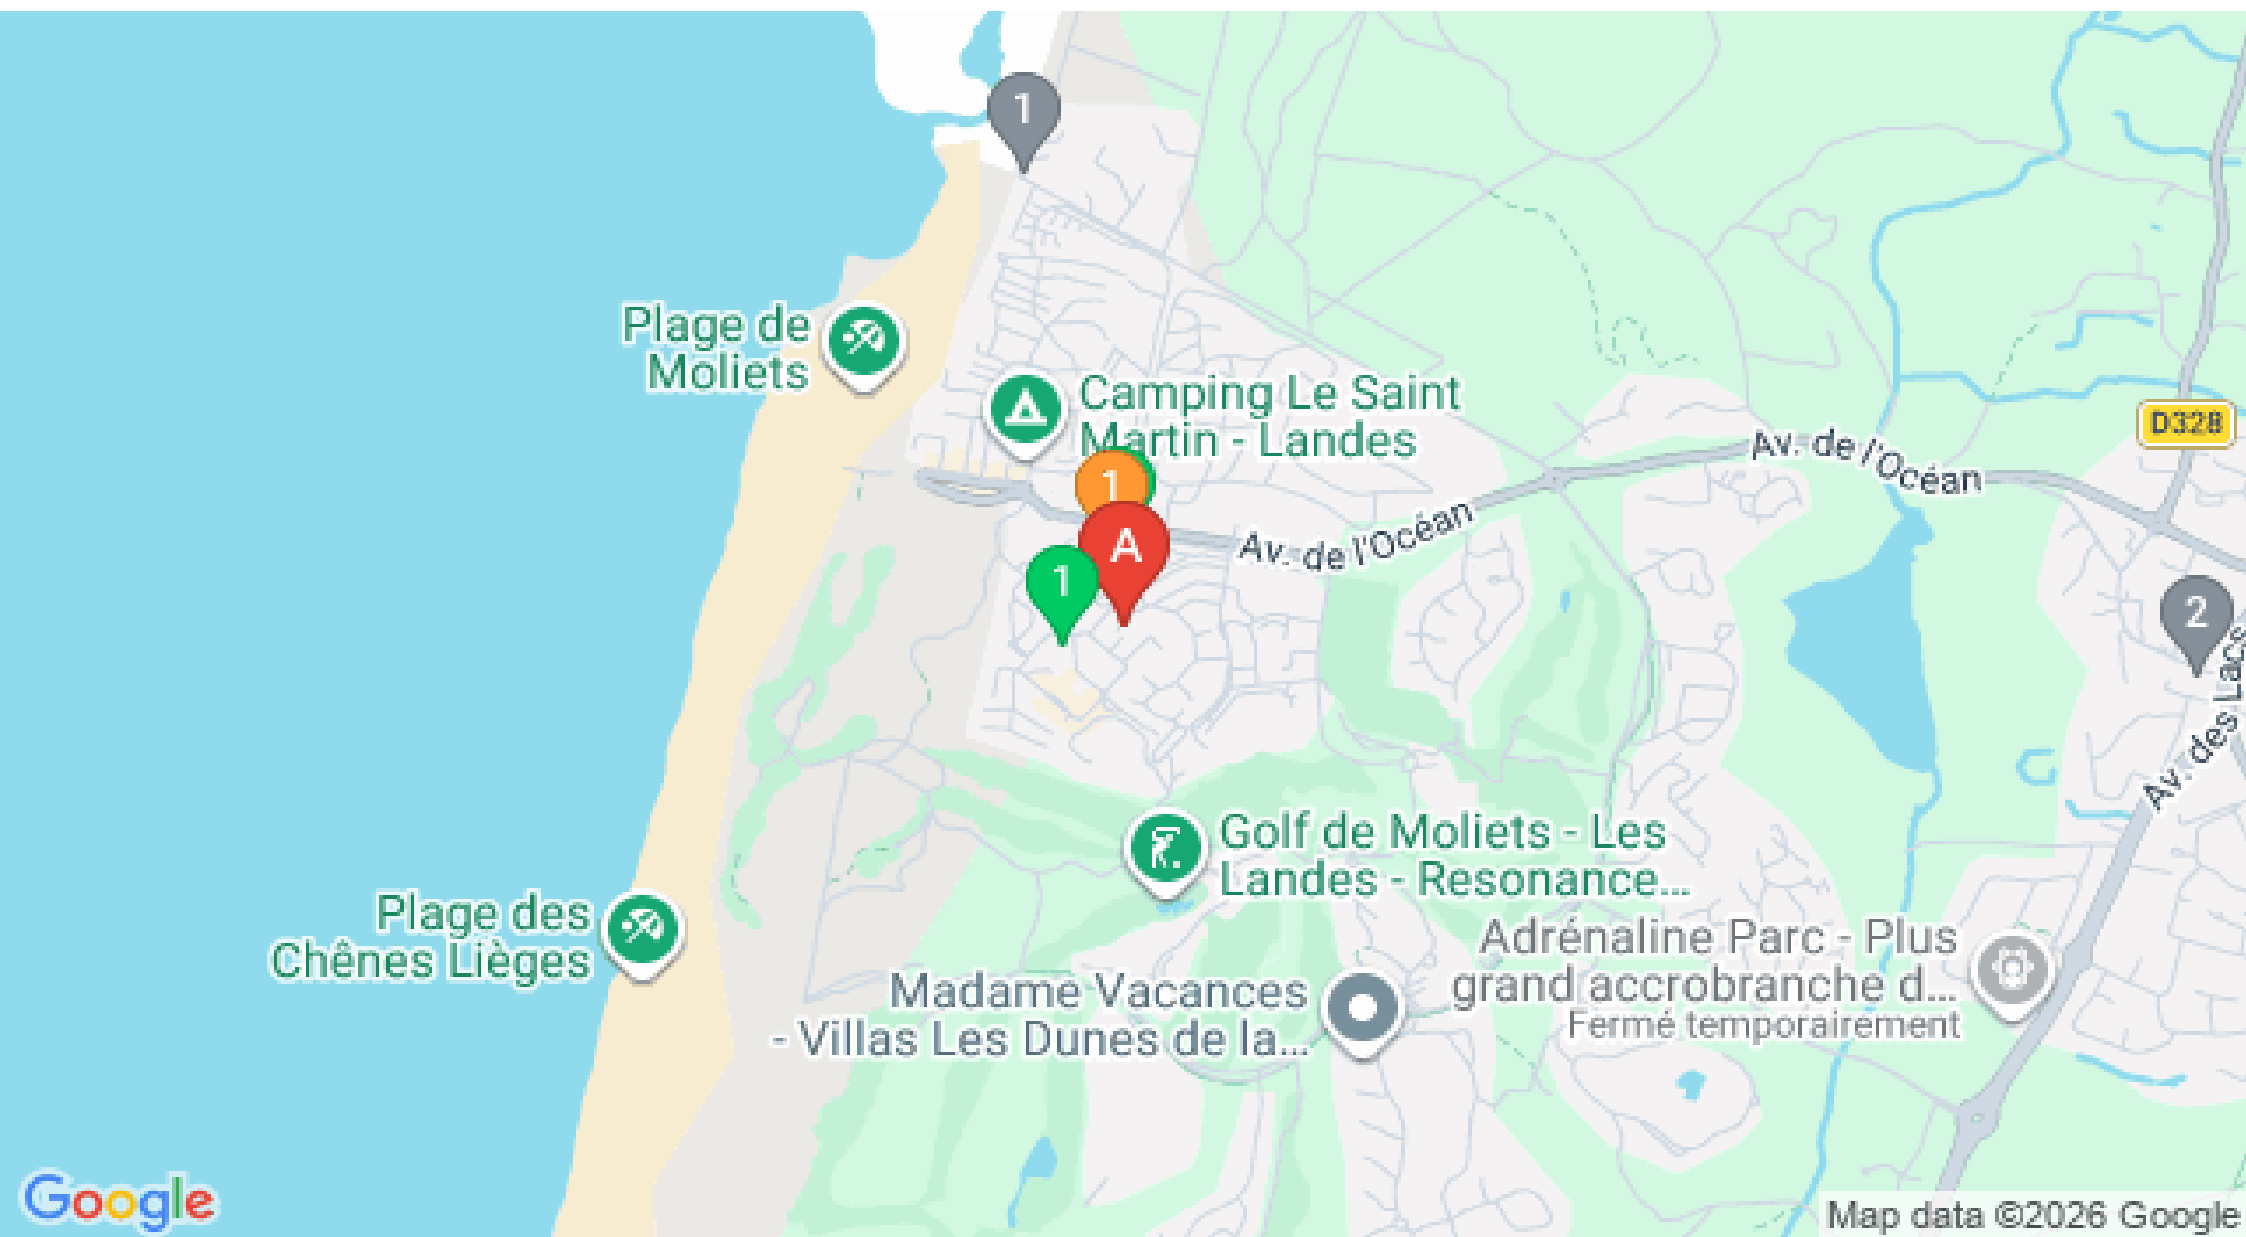 1
Plage de
Moliets
Camping Le Saint
Martin - Landes
D328
Av. de l'Océan
1
A
Av. de l'Océan
1
2
Av. des Lacs
Golf de Moliets - Les
Landes - Resonance...
Plage des
Chênes Lièges
Adrénaline Parc - Plus
grand accrobranche d...
Fermé temporairement
Madame Vacances
- Villas Les Dunes de la...
Google
Map data ©2026 Google